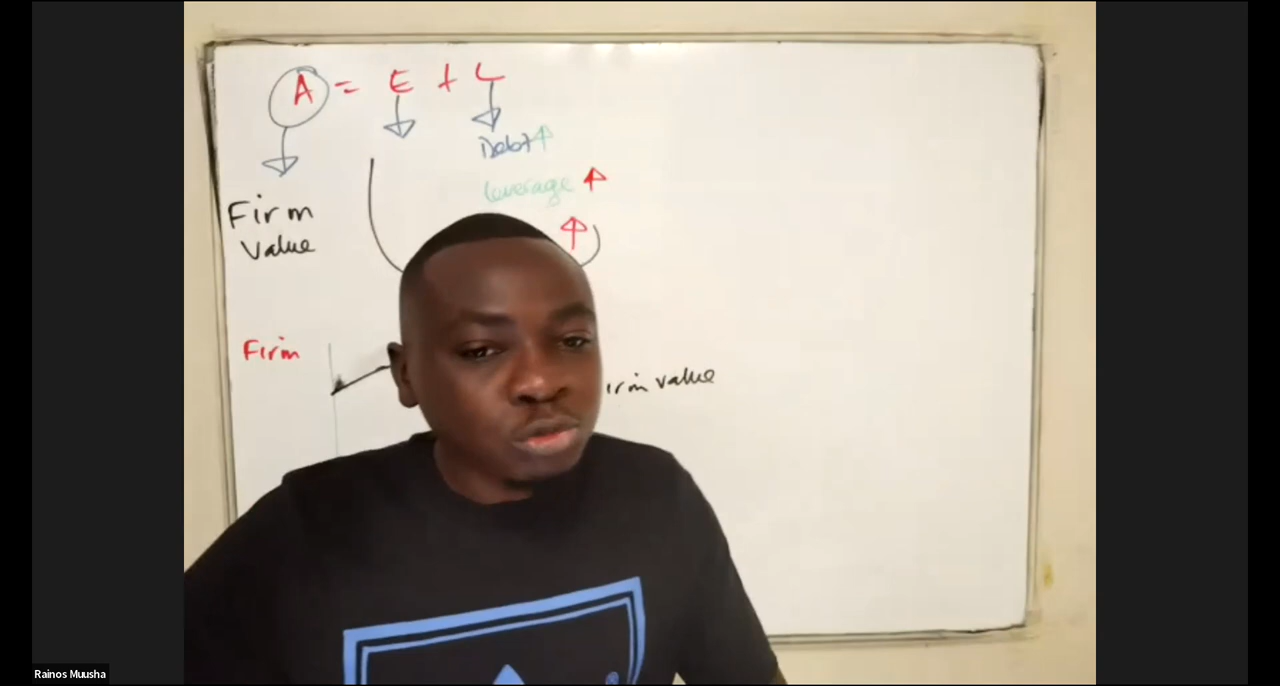 A = E + L
Debt ↑
leverage ↑
↑
Firm
Value
Firm
irm value
®
Rainos Muusha